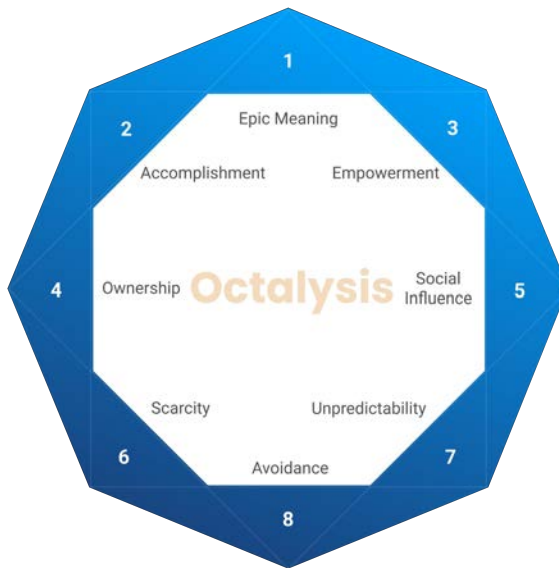 1
Epic Meaning
2
3
Accomplishment
Empowerment
4
Ownership
Octalysis
Social
Influence
5
Scarcity
Unpredictability
6
7
Avoidance
8